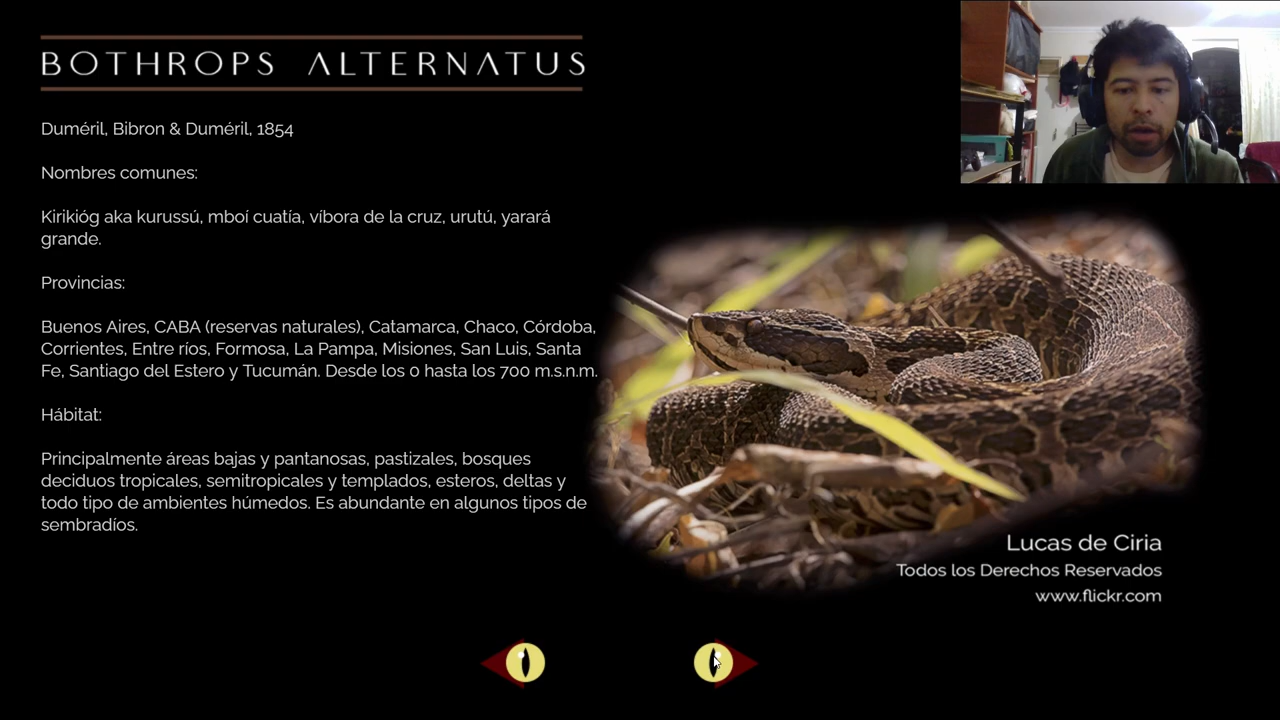 BOTHROPS ALTERNATUS
Duméril, Bibron & Duméril, 1854
Nombres comunes:
Kirikióg aka kurussú, mboí cuatía, víbora de la cruz, urutú, yarará
grande.
Provincias:
Buenos Aires, CABA (reservas naturales), Catamarca, Chaco, Córdoba,
Corrientes, Entre ríos, Formosa, La Pampa, Misiones, San Luis, Santa
Fe, Santiago del Estero y Tucumán. Desde los 0 hasta los 700 m.s.n.m.
Hábitat:
Principalmente áreas bajas y pantanosas, pastizales, bosques
deciduos tropicales, semitropicales y templados, esteros, deltas y
todo tipo de ambientes húmedos. Es abundante en algunos tipos de
sembradíos.
Lucas de Ciria
Todos los Derechos Reservados
www.flickr.com